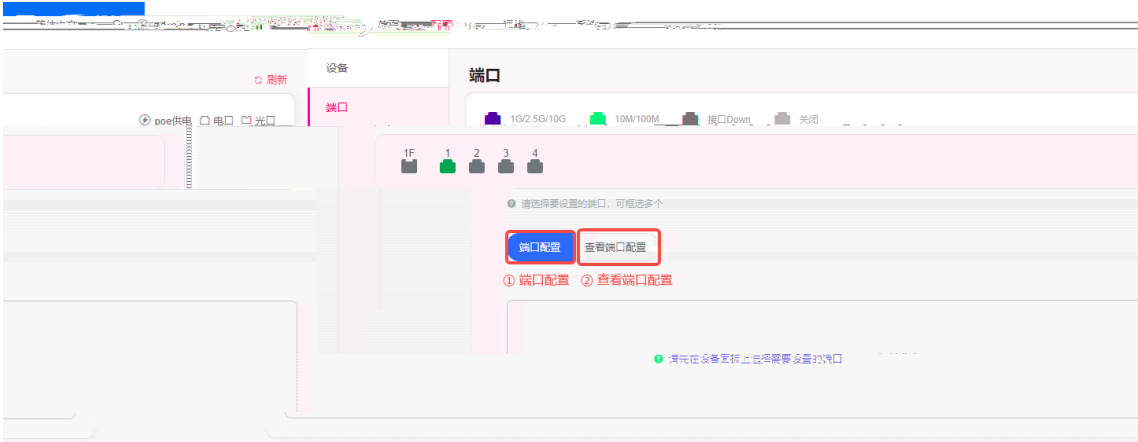 设备
端口
刷新
端口
poe供电 电口 光口
1G/2.5G/10G 10M/100M 接口Down 关闭
1F 1 2 3 4
请选择要设置的端口，可框选多个
端口配置 查看端口配置
① 端口配置 ② 查看端口配置
请先在设备面板上选择需要设置的端口